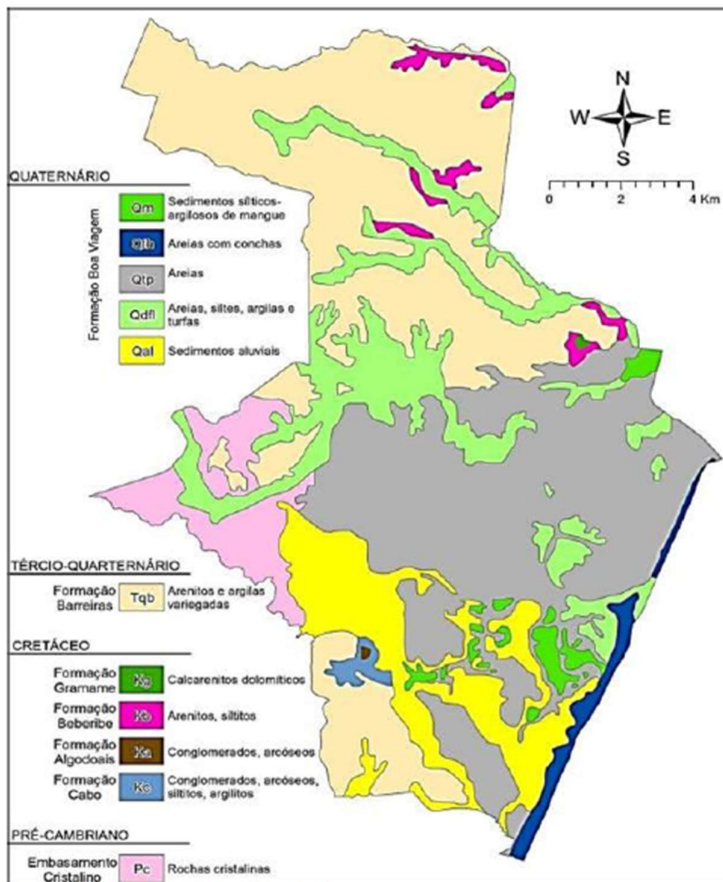 N
W E
S
0 2 4 Km
QUATERNÁRIO
Formação Boa Viagem
Qm Sedimentos sílticos-
argilosos de mangue
Qth Areias com conchas
Qtp Areias
Qdfl Areias, siltes, argilas e
turfas
Qal Sedimentos aluviais
TÉRCIO-QUARTERNÁRIO
Formação
Barreiras
Tqb Arenitos e argilas
variegadas
CRETÁCEO
Formação
Gramame
Kg Calcarenitos dolomíticos
Formação
Beberibe
Kb Arenitos, siltitos
Formação
Algodoais
Ka Conglomerados, arcóseos
Formação
Cabo
Kc Conglomerados, arcóseos,
siltitos, argilitos
PRÉ-CAMBRIANO
Embasamento
Cristalino
Pc Rochas cristalinas